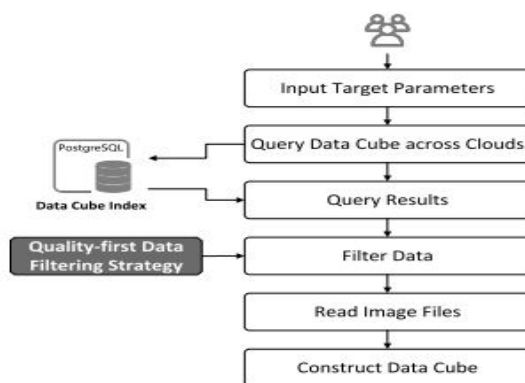 Input Target Parameters
PostgreSQL
Query Data Cube across Clouds
Data Cube Index
Query Results
Quality-first Data
Filtering Strategy
Filter Data
Read Image Files
Construct Data Cube